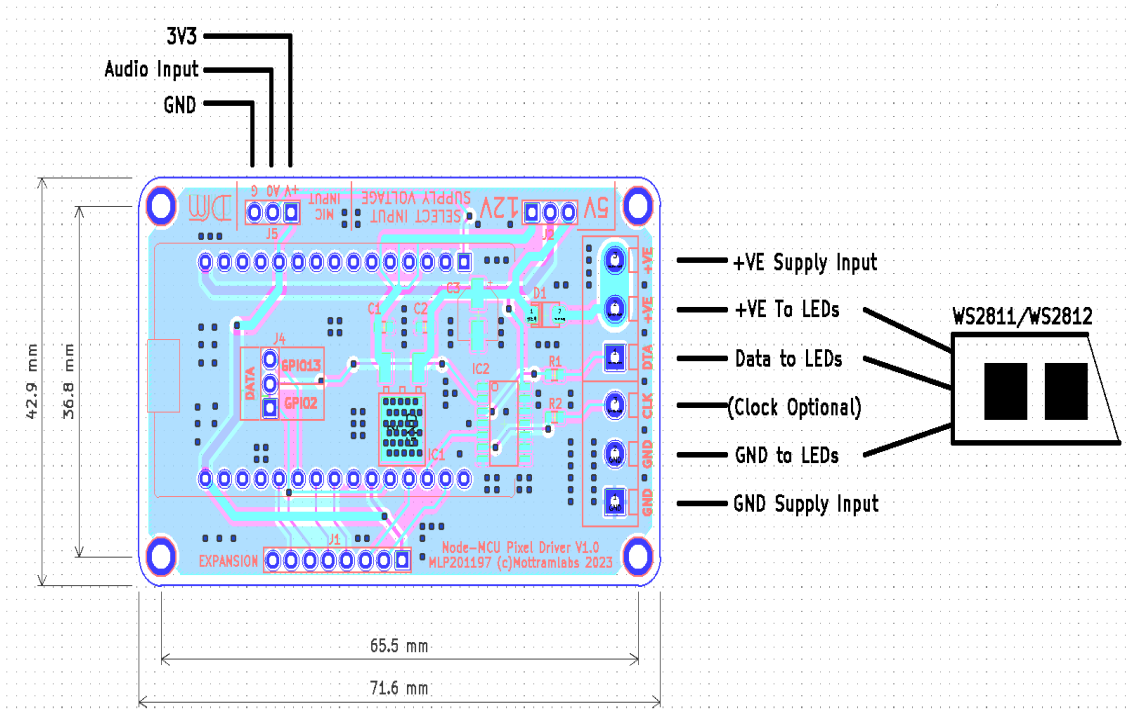 3V3
Audio Input
GND
G A0 +V
MIC
INPUT
SELECT INPUT
SUPPLY VOLTAGE
12V
5V
J5
J2
+VE
+VE
DTA
CLK
GND
GND
C1
C2
C3
D1
R1
R2
IC2
IC1
J4
DATA
GPIO13
GPIO2
J1
EXPANSION
Node-MCU Pixel Driver V1.0
MLP201197 (c)Nottramlabs 2023
+VE Supply Input
+VE To LEDs
Data to LEDs
(Clock Optional)
GND to LEDs
GND Supply Input
WS2811/WS2812
42.9 mm
36.8 mm
65.5 mm
71.6 mm